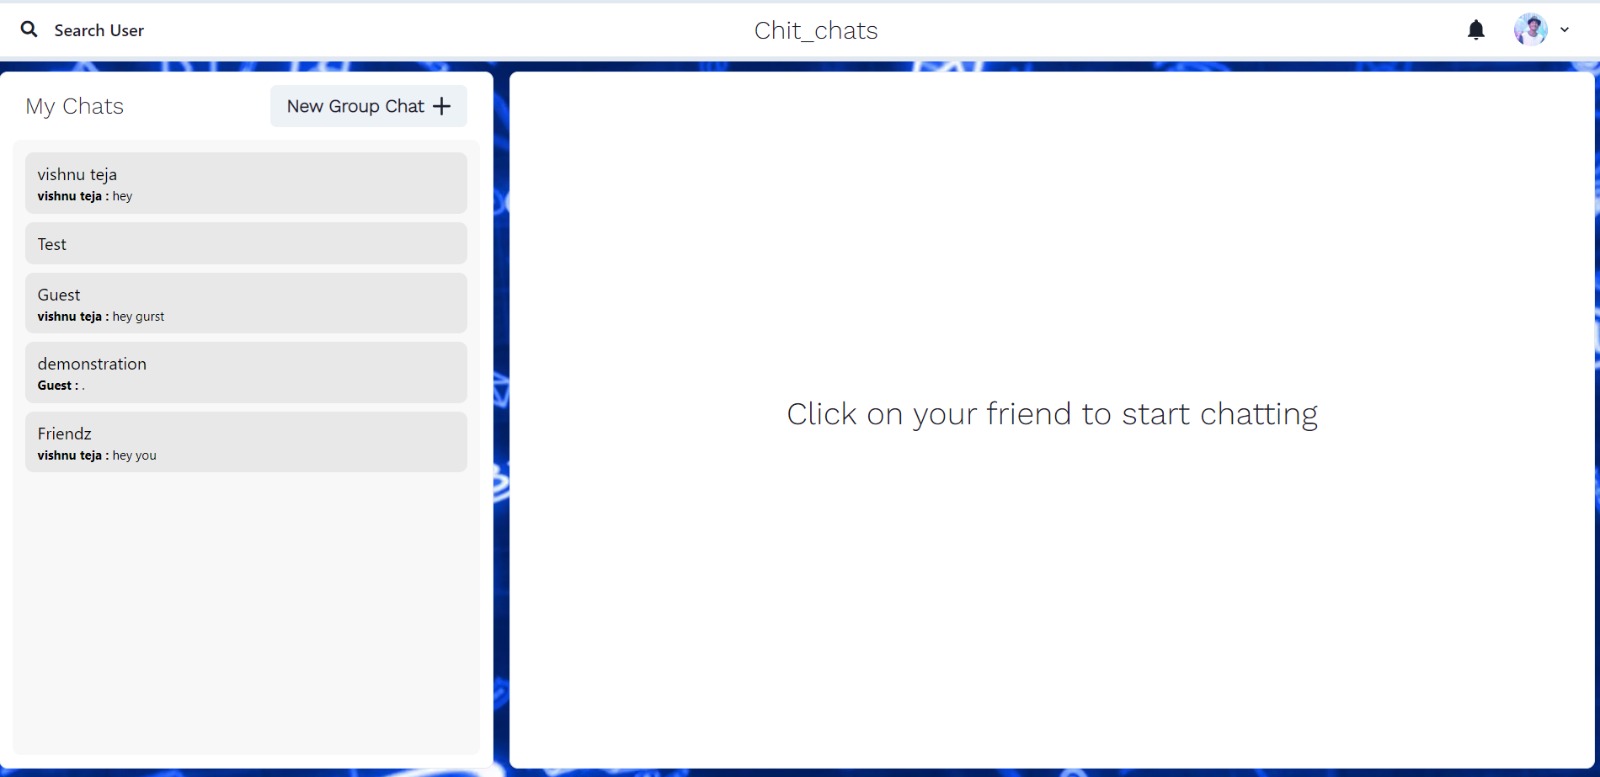 Search User
Chit_chats
My Chats
New Group Chat +
vishnu teja
vishnu teja : hey
Test
Guest
vishnu teja : hey gurst
demonstration
Guest : .
Friendz
vishnu teja : hey you
Click on your friend to start chatting